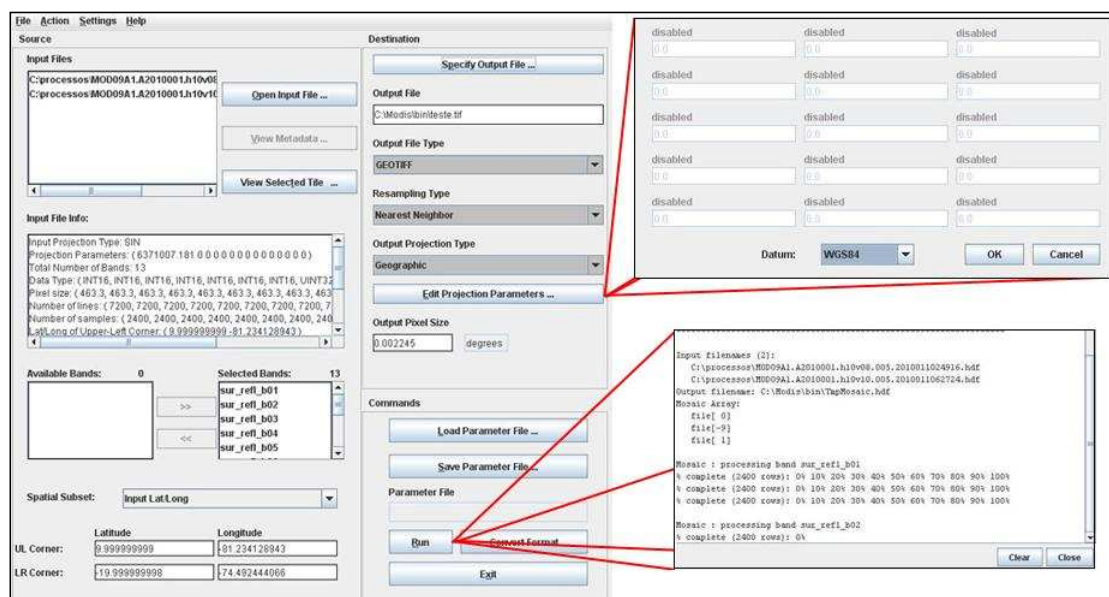 File Action Settings Help
Source
Input Files
C:\processos\MOD09A1.A2010001.h10v08
C:\processos\MOD09A1.A2010001.h10v10
Open Input File ...
View Metadata ...
View Selected Tile ...
Input File Info:
Input Projection Type: SIN
Projection Parameters: ( 6371007.181 0 0 0 0 0 0 0 0 0 0 0 0 0 0 )
Total Number of Bands: 13
Data Type: ( INT16, INT16, INT16, INT16, INT16, INT16, INT16, UINT32
Pixel size: ( 463.3, 463.3, 463.3, 463.3, 463.3, 463.3, 463.3, 463
Number of lines: ( 7200, 7200, 7200, 7200, 7200, 7200, 7200, 7
Number of samples: ( 2400, 2400, 2400, 2400, 2400, 2400, 240
Lat/Long of Upper-Left Corner: ( 9.999999999 -81.234128943 )
Available Bands: 0
Selected Bands: 13
>>
<<
sur_refl_b01
sur_refl_b02
sur_refl_b03
sur_refl_b04
sur_refl_b05
Spatial Subset: Input Lat/Long
Latitude Longitude
UL Corner: 9.999999999 -81.234128943
LR Corner: -19.999999998 -74.492444066
Destination
Specify Output File ...
Output File
C:\Modis\bin\teste.tif
Output File Type
GEOTIFF
Resampling Type
Nearest Neighbor
Output Projection Type
Geographic
Edit Projection Parameters ...
Output Pixel Size
0.002245 degrees
Commands
Load Parameter File ...
Save Parameter File ...
Parameter File
Run Convert Format
Exit
disabled disabled disabled
0.0 0.0 0.0
disabled disabled disabled
0.0 0.0 0.0
disabled disabled disabled
0.0 0.0 0.0
disabled disabled disabled
0.0 0.0 0.0
disabled disabled disabled
0.0 0.0 0.0
Datum: WGS84 OK Cancel
Input filenames (2):
C:\processos\MOD09A1.A2010001.h10v08.005.2010011024916.hdf
C:\processos\MOD09A1.A2010001.h10v10.005.2010011062724.hdf
Output filename: C:\Modis\bin\TmpMosaic.hdf
Mosaic Array:
file[ 0]
file[-9]
file[ 1]
Mosaic : processing band sur_refl_b01
% complete (2400 rows): 0% 10% 20% 30% 40% 50% 60% 70% 80% 90% 100%
% complete (2400 rows): 0% 10% 20% 30% 40% 50% 60% 70% 80% 90% 100%
% complete (2400 rows): 0% 10% 20% 30% 40% 50% 60% 70% 80% 90% 100%
Mosaic : processing band sur_refl_b02
% complete (2400 rows): 0%
Clear Close